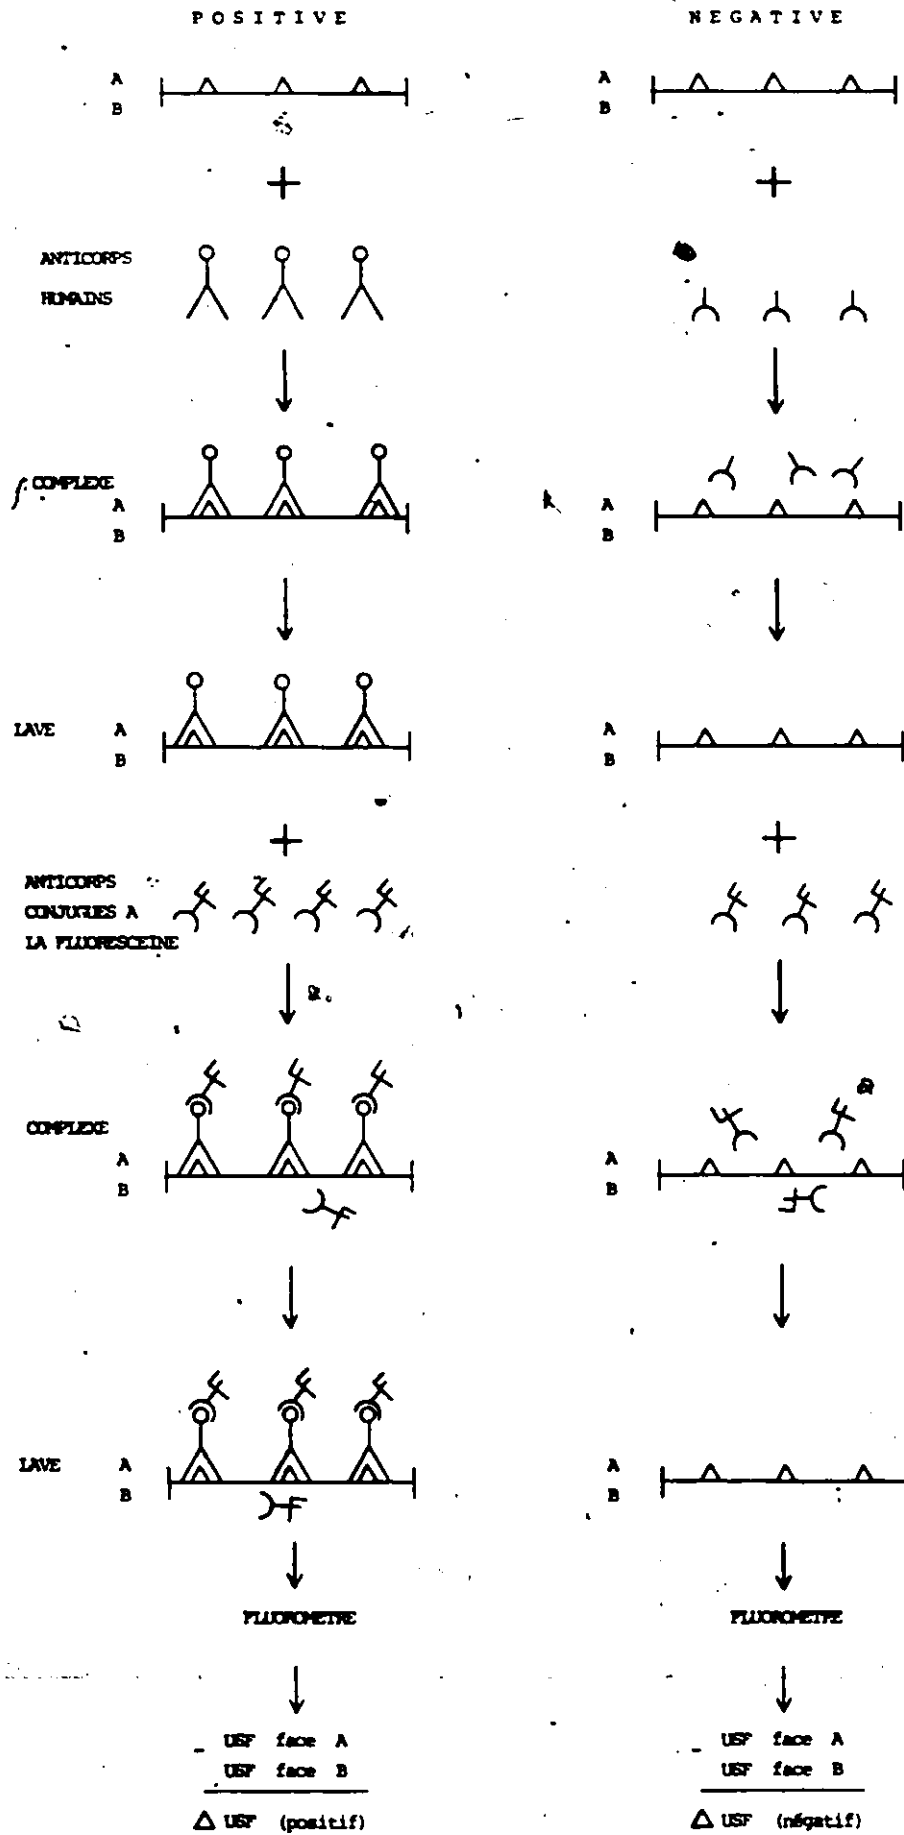 POSITIVE
A
B
+
ANTICORPS
HUMAINS
COMPLEXE
A
B
LAVE
A
B
+
ANTICORPS
CONJUGUES A
LA FLUORESCEINE
F F F F
F F F
COMPLEXE
A
B
F
F F F
LAVE
A
B
F
FLUOROMETRE
USF face A
- USF face B
Δ USF (positif)
NEGATIVE
A
B
+
A
B
A
B
+
F F F
F F
A
B
F
A
B
FLUOROMETRE
USF face A
- USF face B
Δ USF (négatif)